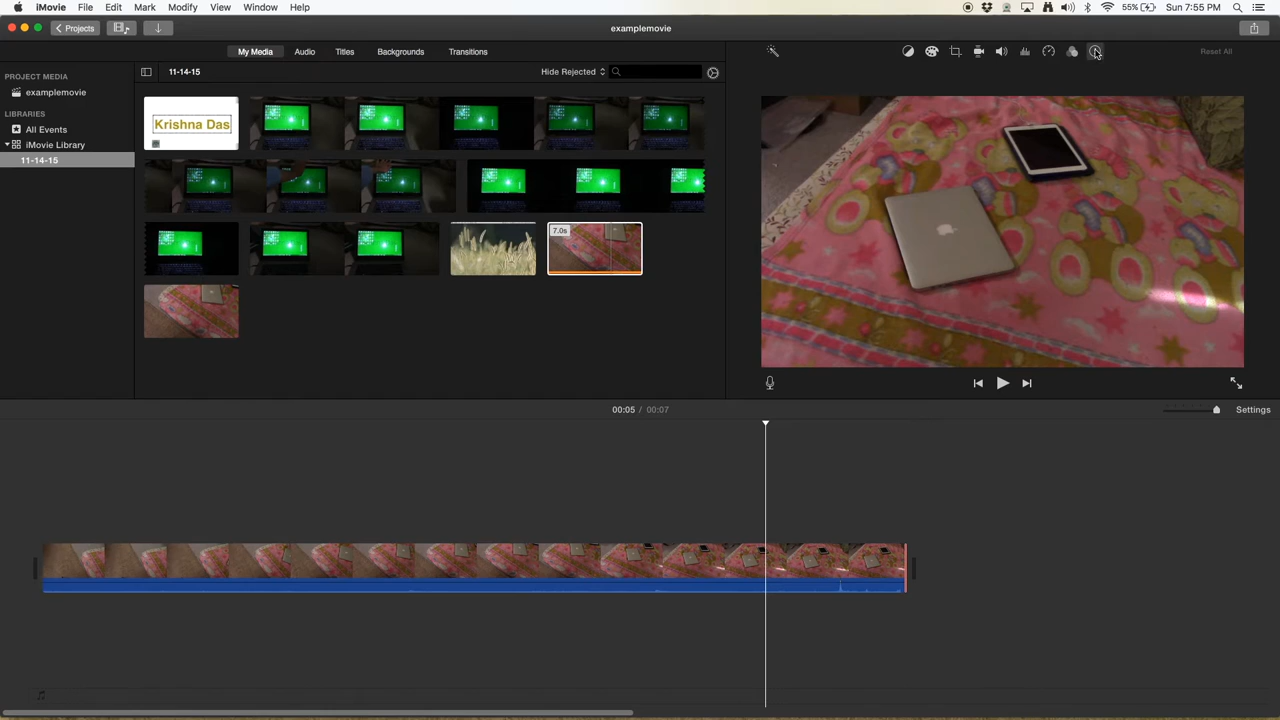 iMovie File Edit Mark Modify View Window Help 55% Sun 7:55 PM
Projects examplemovie
My Media Audio Titles Backgrounds Transitions Reset All
PROJECT MEDIA
examplemovie
LIBRARIES
All Events
iMovie Library
11-14-15
11-14-15 Hide Rejected
Krishna Das
7.0s
00:05 / 00:07 Settings